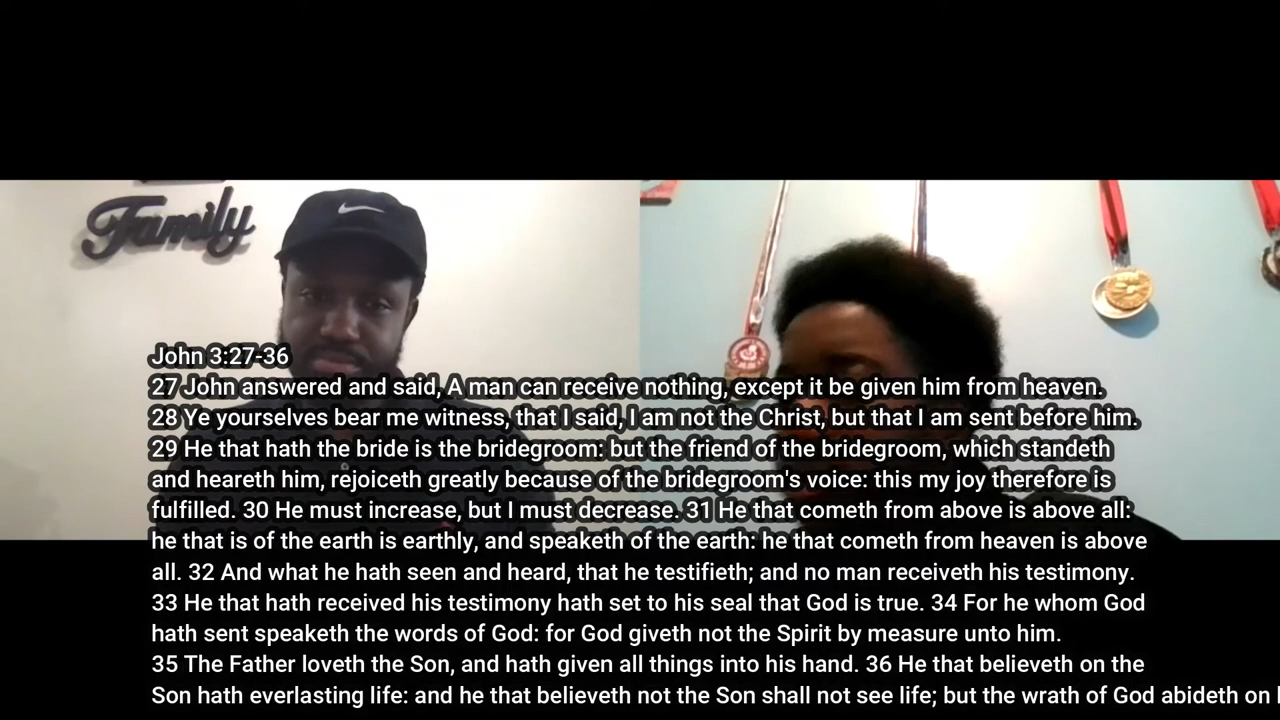 Family
John 3:27-36
27 John answered and said, A man can receive nothing, except it be given him from heaven.
28 Ye yourselves bear me witness, that I said, I am not the Christ, but that I am sent before him.
29 He that hath the bride is the bridegroom: but the friend of the bridegroom, which standeth
and heareth him, rejoiceth greatly because of the bridegroom's voice: this my joy therefore is
fulfilled. 30 He must increase, but I must decrease. 31 He that cometh from above is above all:
he that is of the earth is earthly, and speaketh of the earth: he that cometh from heaven is above
all. 32 And what he hath seen and heard, that he testifieth; and no man receiveth his testimony.
33 He that hath received his testimony hath set to his seal that God is true. 34 For he whom God
hath sent speaketh the words of God: for God giveth not the Spirit by measure unto him.
35 The Father loveth the Son, and hath given all things into his hand. 36 He that believeth on the
Son hath everlasting life: and he that believeth not the Son shall not see life; but the wrath of God abideth on